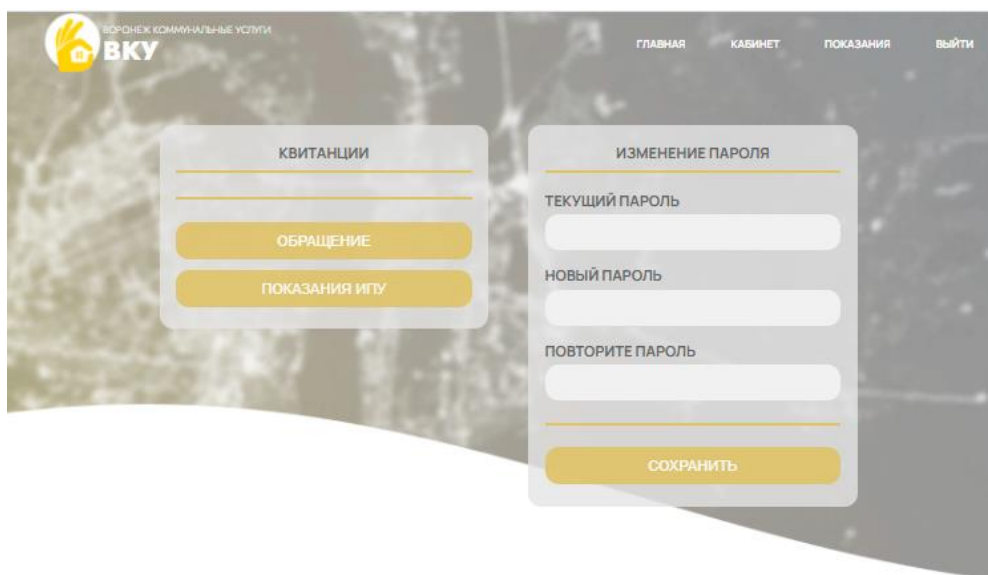 ВОРОНЕЖ КОММУНАЛЬНЫЕ УСЛУГИ
ВКУ
ГЛАВНАЯ КАБИНЕТ ПОКАЗАНИЯ ВЫЙТИ
КВИТАНЦИИ
ОБРАЩЕНИЕ
ПОКАЗАНИЯ ИПУ
ИЗМЕНЕНИЕ ПАРОЛЯ
ТЕКУЩИЙ ПАРОЛЬ
НОВЫЙ ПАРОЛЬ
ПОВТОРИТЕ ПАРОЛЬ
СОХРАНИТЬ